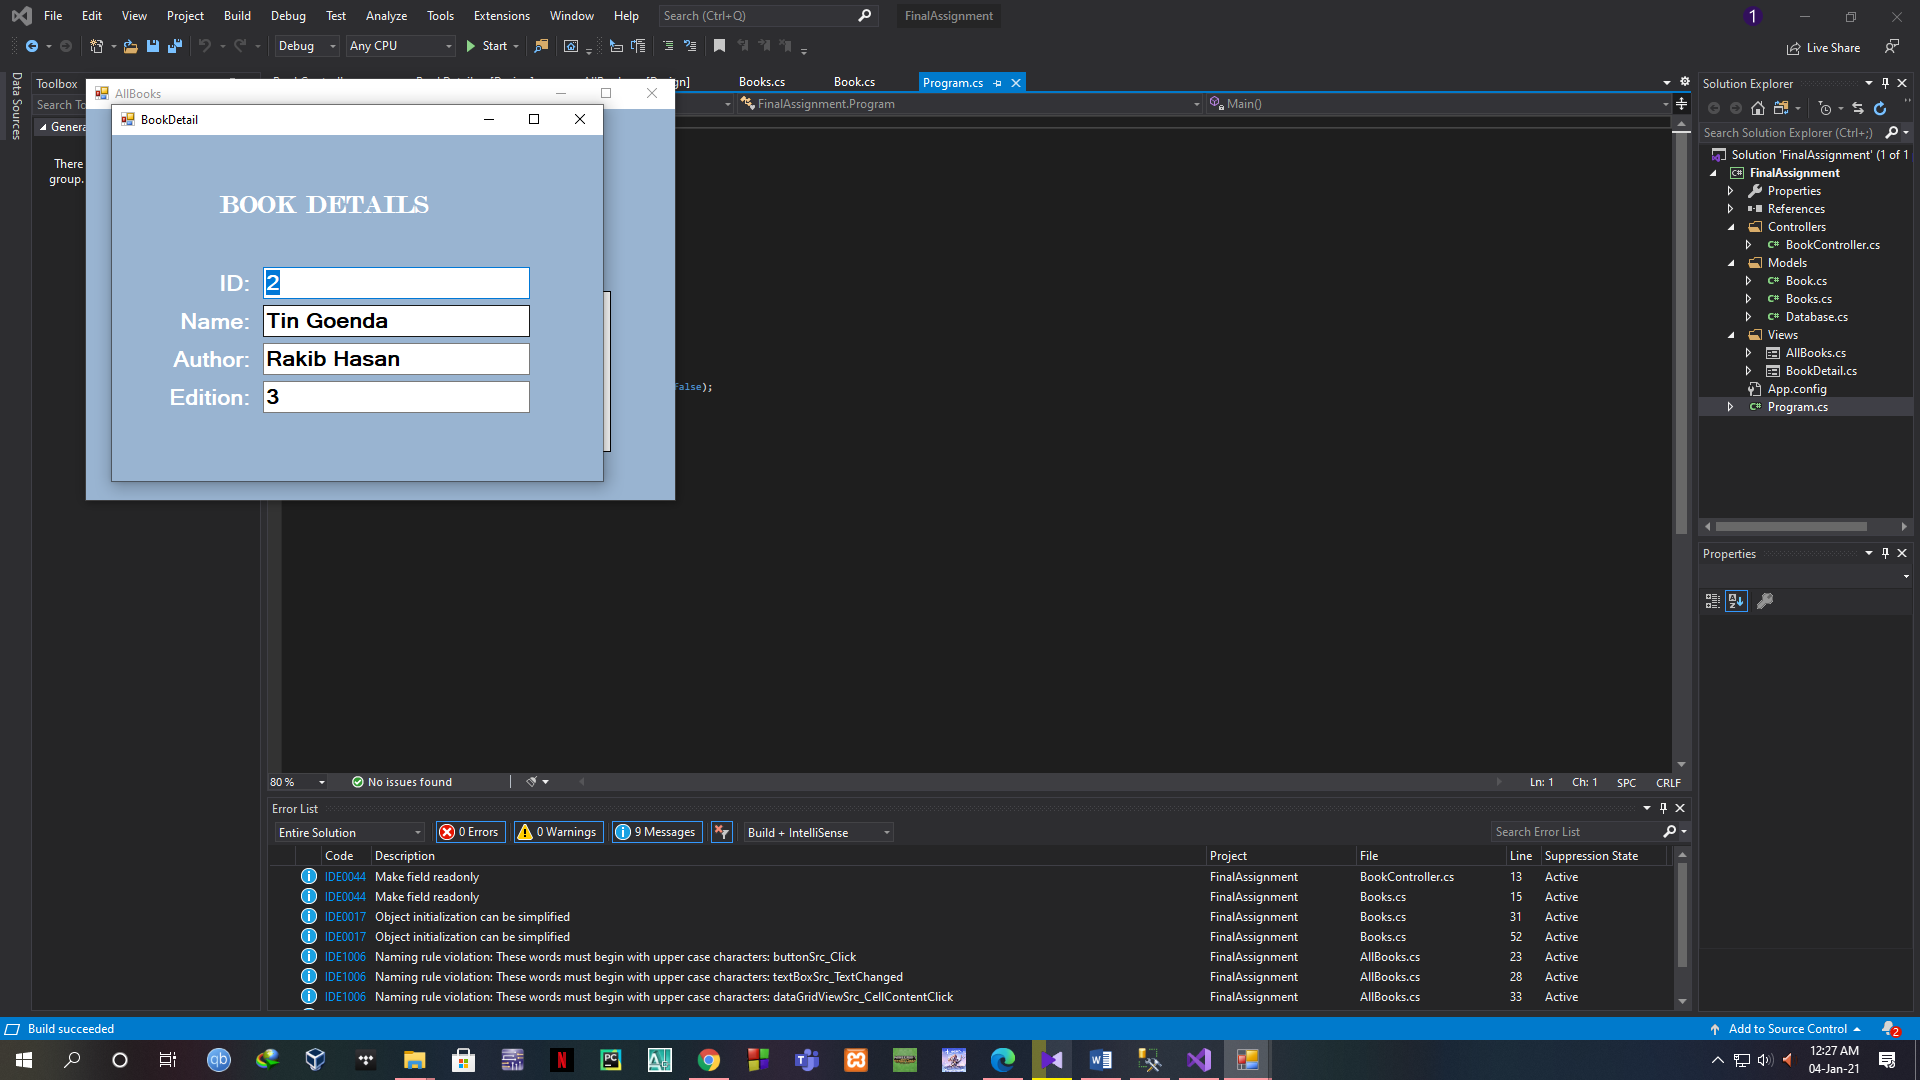 File Edit View Project Build Debug Test Analyze Tools Extensions Window Help Search (Ctrl+Q) FinalAssignment 1
Debug Any CPU Start Live Share
Data Sources
Toolbox
Search To
Genera
There
group.
AllBooks
BookDetail
BOOK DETAILS
ID: 2
Name: Tin Goenda
Author: Rakib Hasan
Edition: 3
Books.cs Book.cs Program.cs
FinalAssignment.Program Main()
false);
80 % No issues found Ln: 1 Ch: 1 SPC CRLF
Solution Explorer
Search Solution Explorer (Ctrl+;)
Solution 'FinalAssignment' (1 of 1
FinalAssignment
Properties
References
Controllers
BookController.cs
Models
Book.cs
Books.cs
Database.cs
Views
AllBooks.cs
BookDetail.cs
App.config
Program.cs
Properties
Error List
Entire Solution 0 Errors 0 Warnings 9 Messages Build + IntelliSense Search Error List
Code Description Project File Line Suppression State
IDE0044 Make field readonly FinalAssignment BookController.cs 13 Active
IDE0044 Make field readonly FinalAssignment Books.cs 15 Active
IDE0017 Object initialization can be simplified FinalAssignment Books.cs 31 Active
IDE0017 Object initialization can be simplified FinalAssignment Books.cs 52 Active
IDE1006 Naming rule violation: These words must begin with upper case characters: buttonSrc_Click FinalAssignment AllBooks.cs 23 Active
IDE1006 Naming rule violation: These words must begin with upper case characters: textBoxSrc_TextChanged FinalAssignment AllBooks.cs 28 Active
IDE1006 Naming rule violation: These words must begin with upper case characters: dataGridViewSrc_CellContentClick FinalAssignment AllBooks.cs 33 Active
Build succeeded Add to Source Control 2
12:27 AM
04-Jan-21